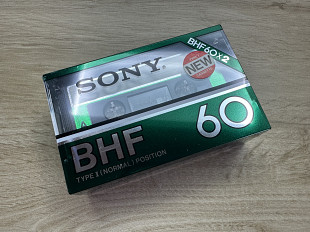 BHF60×2
SONY
NEW
BHF
60
TYPE I (NORMAL) POSITION